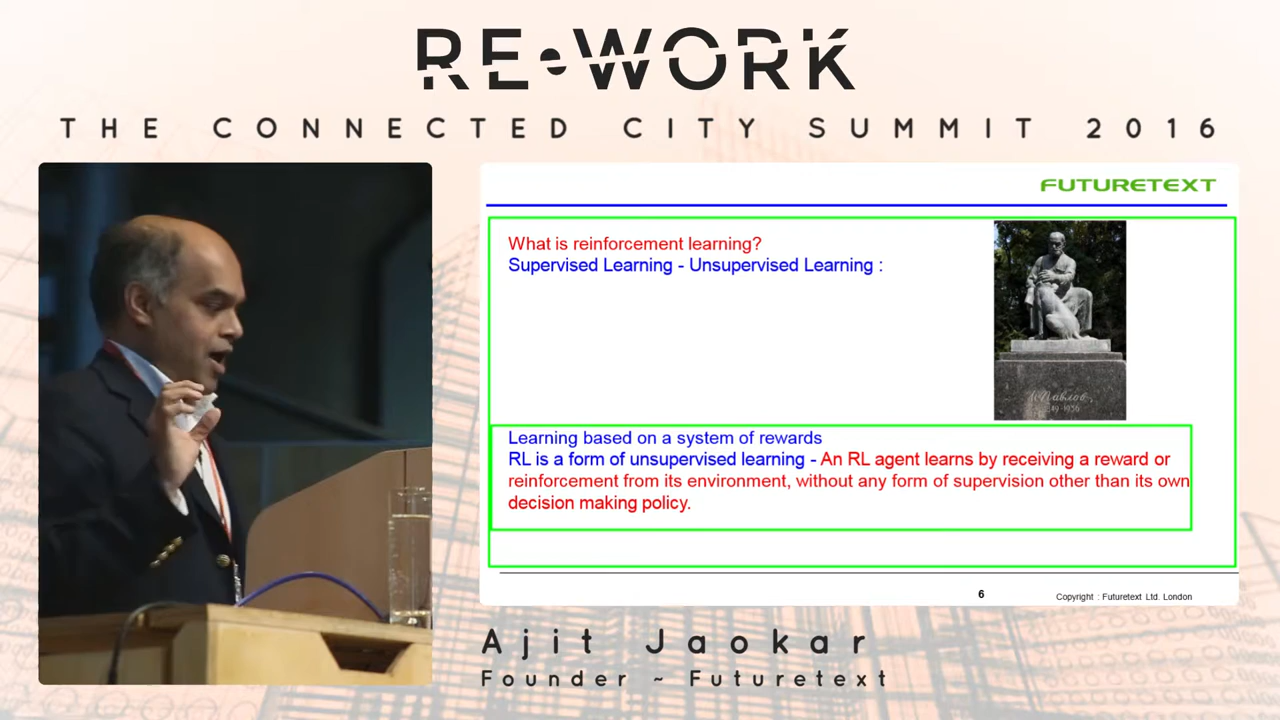 RE•WORK
THE CONNECTED CITY SUMMIT 2016
FUTURETEXT
What is reinforcement learning?
Supervised Learning - Unsupervised Learning :
Learning based on a system of rewards
RL is a form of unsupervised learning - An RL agent learns by receiving a reward or
reinforcement from its environment, without any form of supervision other than its own
decision making policy.
6
Copyright : Futuretext Ltd. London
Ajit Jaokar
Founder ~ Futuretext